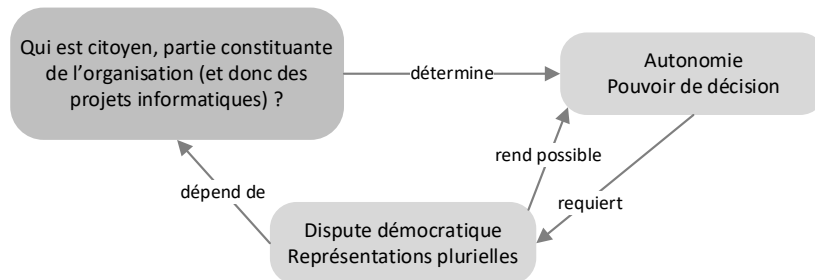 Qui est citoyen, partie constituante
de l’organisation (et donc des
projets informatiques) ?
détermine
Autonomie
Pouvoir de décision
rend possible
dépend de
requiert
Dispute démocratique
Représentations plurielles